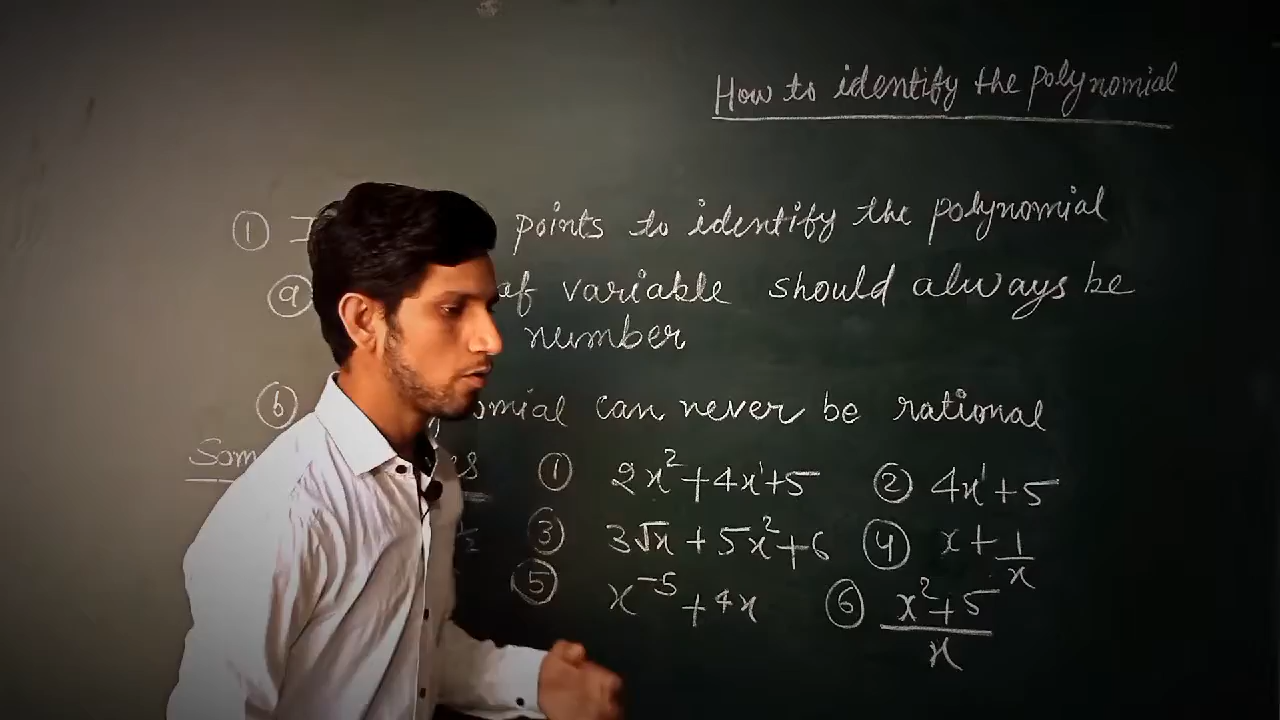 How to identify the polynomial
① points to identify the polynomial
ⓐ of variable should always be
number
ⓑ can never be rational
Som
① 2x²+4x¹+5 ② 4x¹+5
③ 3√x + 5x²+6 ④ x+1/x
⑤ x⁻⁵+4x ⑥ x²+5/x